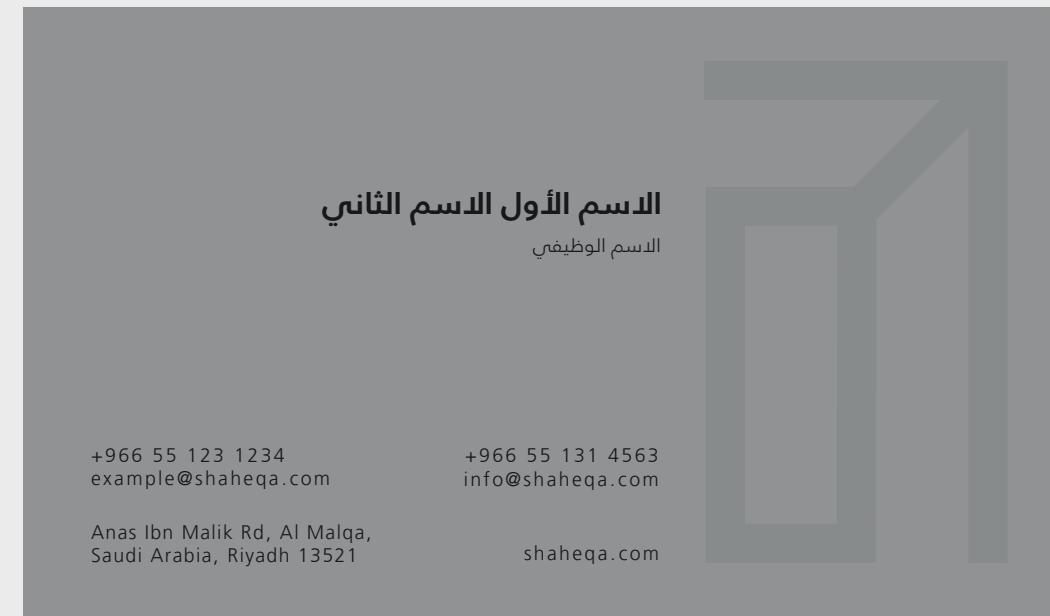 الاسم الأول الاسم الثاني
الاسم الوظيفي
+966 55 123 1234
example@shaheqa.com
+966 55 131 4563
info@shaheqa.com
Anas Ibn Malik Rd, Al Malqa,
Saudi Arabia, Riyadh 13521
shaheqa.com